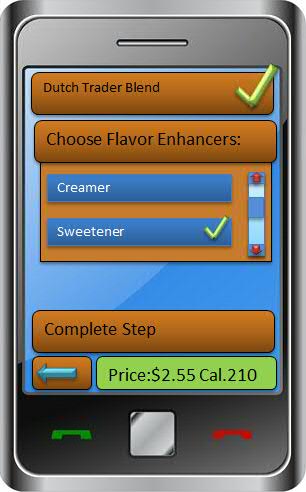 Dutch Trader Blend
Choose Flavor Enhancers:
Creamer
Sweetener
Complete Step
Price:$2.55 Cal.210